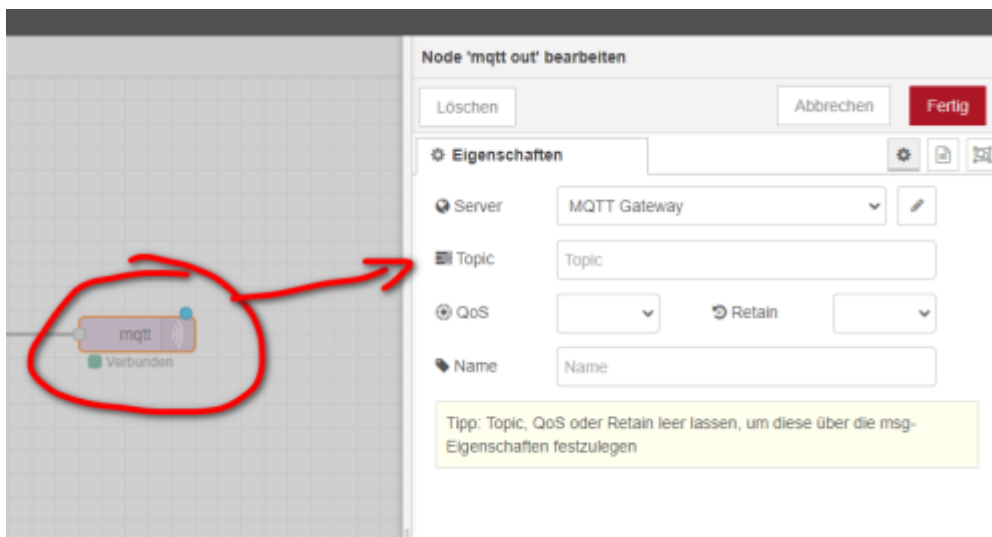 Node 'mqtt out' bearbeiten
Löschen
Abbrechen
Fertig
Eigenschaften
Server
MQTT Gateway
Topic
Topic
QoS
Retain
Name
Name
mqtt
Verbunden
Tipp: Topic, QoS oder Retain leer lassen, um diese über die msg-
Eigenschaften festzulegen